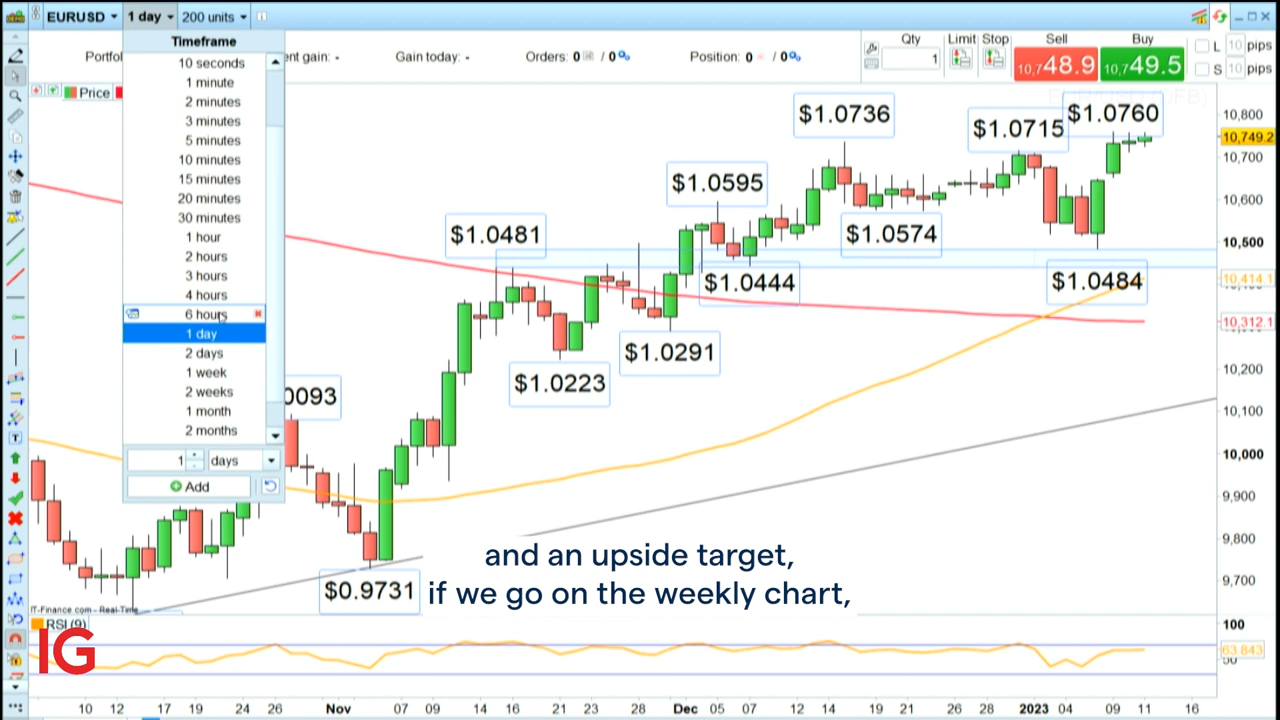 EURUSD 1 day 200 units
Timeframe
10 seconds
1 minute
2 minutes
3 minutes
5 minutes
10 minutes
15 minutes
20 minutes
30 minutes
1 hour
2 hours
3 hours
4 hours
6 hours
1 day
2 days
1 week
2 weeks
1 month
2 months
1 days
Add
Portfol
ent gain: -
Gain today: -
Orders: 0 / 0
Position: 0 / 0
Qty
1
Limit Stop
Sell
10,748.9
Buy
10,749.5
L 10 pips
S 10 pips
Price
$1.0736
$1.0715
$1.0760
$1.0595
$1.0481
$1.0574
$1.0444
$1.0484
$1.0291
$1.0223
0093
$0.9731
10,800
10,749.2
10,700
10,600
10,500
10,414.1
10,312.1
10,200
10,100
10,000
9,900
9,800
9,700
and an upside target,
if we go on the weekly chart,
IT-Finance.com - Real-Time
RSI (9)
100
63.843
50
IG
10 17 19 24 26 Nov 07 09 14 16 21 23 28 Dec 05 07 12 14 19 21 26 28 2023 04 09 11 16